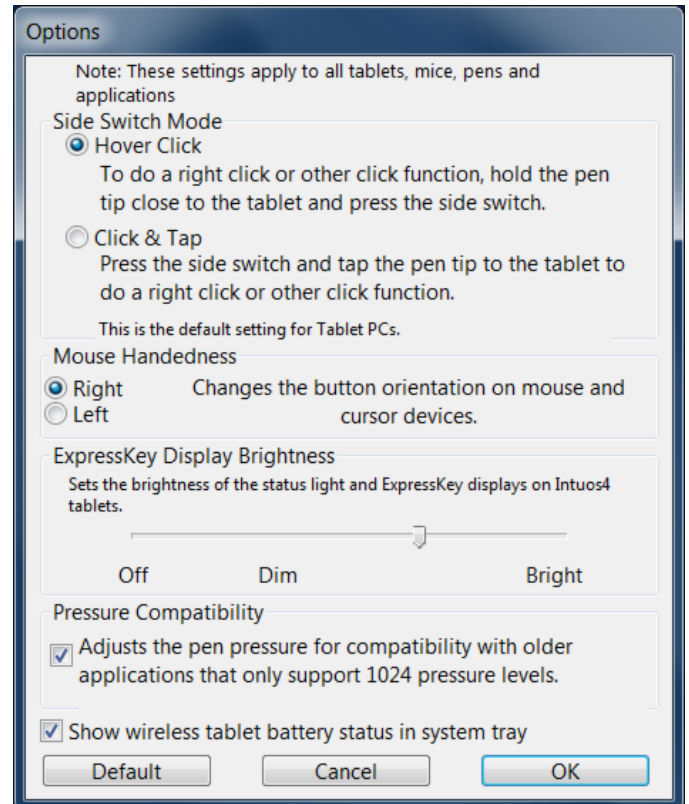 Options
Note: These settings apply to all tablets, mice, pens and
applications
Side Switch Mode
Hover Click
To do a right click or other click function, hold the pen
tip close to the tablet and press the side switch.
Click & Tap
Press the side switch and tap the pen tip to the tablet to
do a right click or other click function.
This is the default setting for Tablet PCs.
Mouse Handedness
Right
Left
Changes the button orientation on mouse and
cursor devices.
ExpressKey Display Brightness
Sets the brightness of the status light and ExpressKey displays on Intuos4
tablets.
Off Dim Bright
Pressure Compatibility
Adjusts the pen pressure for compatibility with older
applications that only support 1024 pressure levels.
Show wireless tablet battery status in system tray
Default Cancel OK